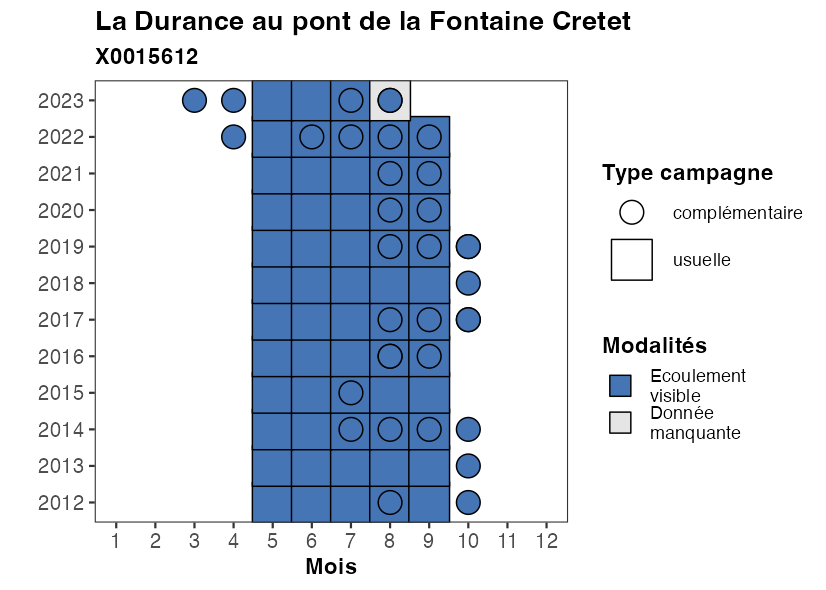 La Durance au pont de la Fontaine Cretet
X0015612
2023
2022
2021
2020
2019
2018
2017
2016
2015
2014
2013
2012
1 2 3 4 5 6 7 8 9 10 11 12
Mois
Type campagne
complémentaire
usuelle
Modalités
Ecoulement
visible
Donnée
manquante